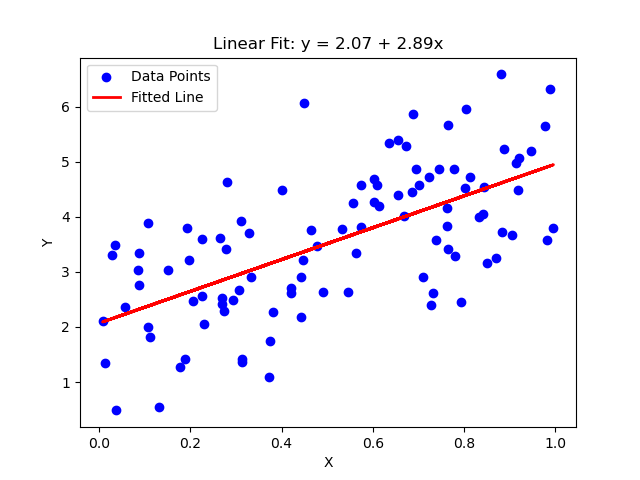 Linear Fit: y = 2.07 + 2.89x
Data Points
Fitted Line
6
5
4
3
2
1
Y
0.0 0.2 0.4 0.6 0.8 1.0
X